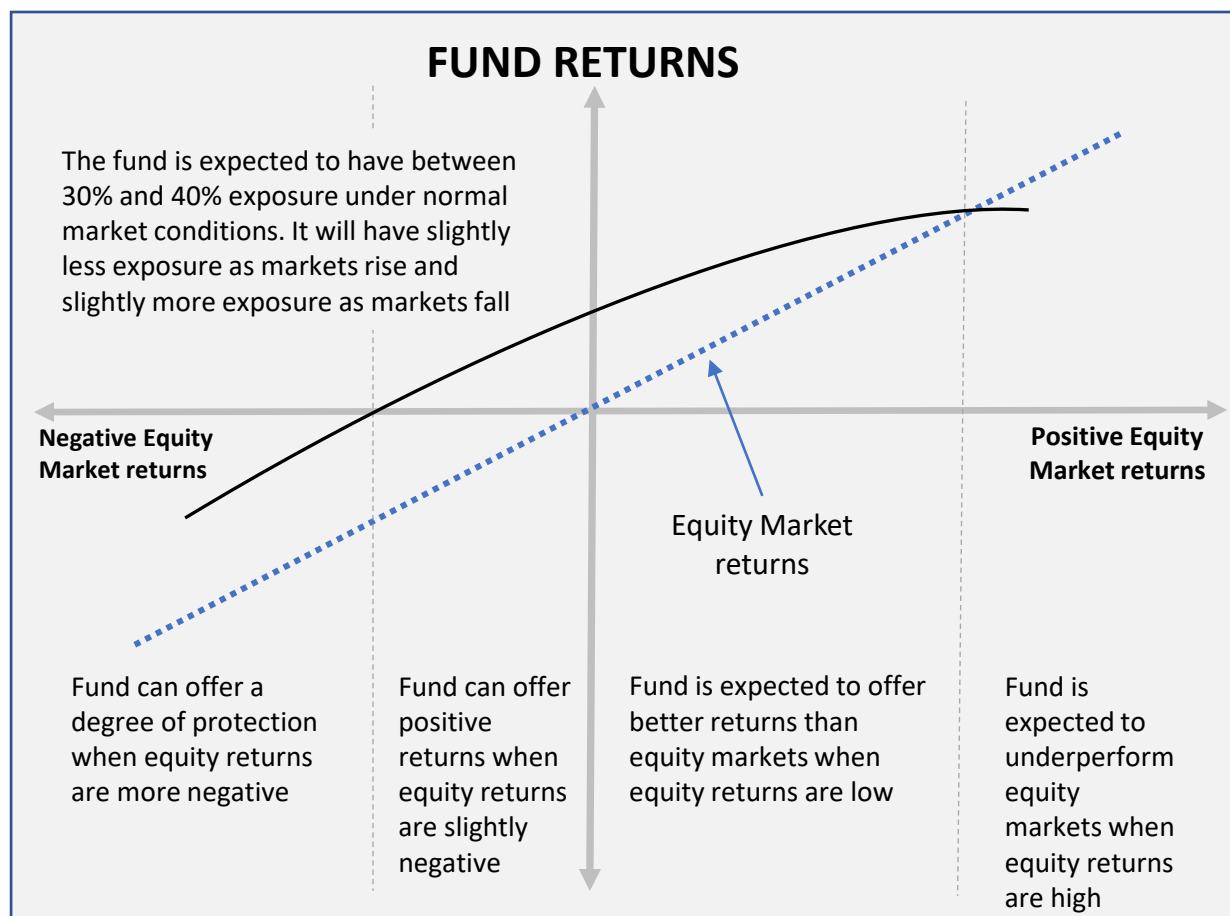 FUND RETURNS
The fund is expected to have between
30% and 40% exposure under normal
market conditions. It will have slightly
less exposure as markets rise and
slightly more exposure as markets fall
Negative Equity
Market returns
Positive Equity
Market returns
Equity Market
returns
Fund can offer a
degree of protection
when equity returns
are more negative
Fund can offer
positive
returns when
equity returns
are slightly
negative
Fund is expected to offer
better returns than
equity markets when
equity returns are low
Fund is
expected to
underperform
equity
markets when
equity returns
are high